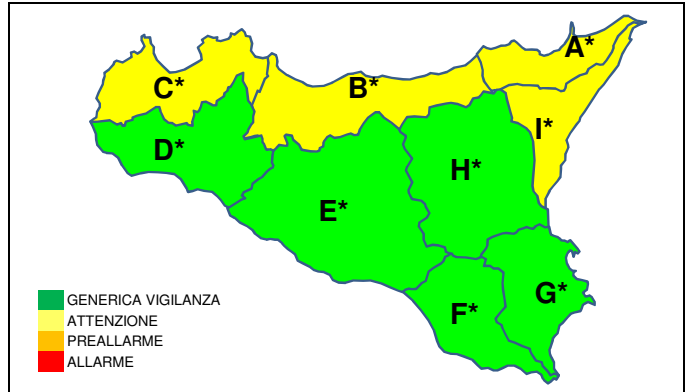 A*
C*
B*
I*
D*
H*
E*
G*
F*
GENERICA VIGILANZA
ATTENZIONE
PREALLARME
ALLARME